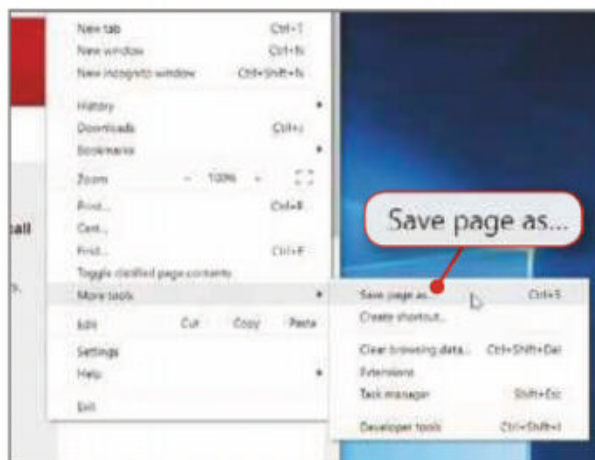 New tab Ctrl+T
New window Ctrl+N
New incognito window Ctrl+Shift+N
History
Downloads Ctrl+J
Bookmarks
Zoom - 100% +
Print... Ctrl+P
Cast...
Find... Ctrl+F
all
Toggle distilled page contents
s.
More tools
Edit Cut Copy Paste
Settings
Help
Exit
Save page as...
Save page as... Ctrl+S
Create shortcut...
Clear browsing data... Ctrl+Shift+Del
Extensions
Task manager Shift+Esc
Developer tools Ctrl+Shift+I